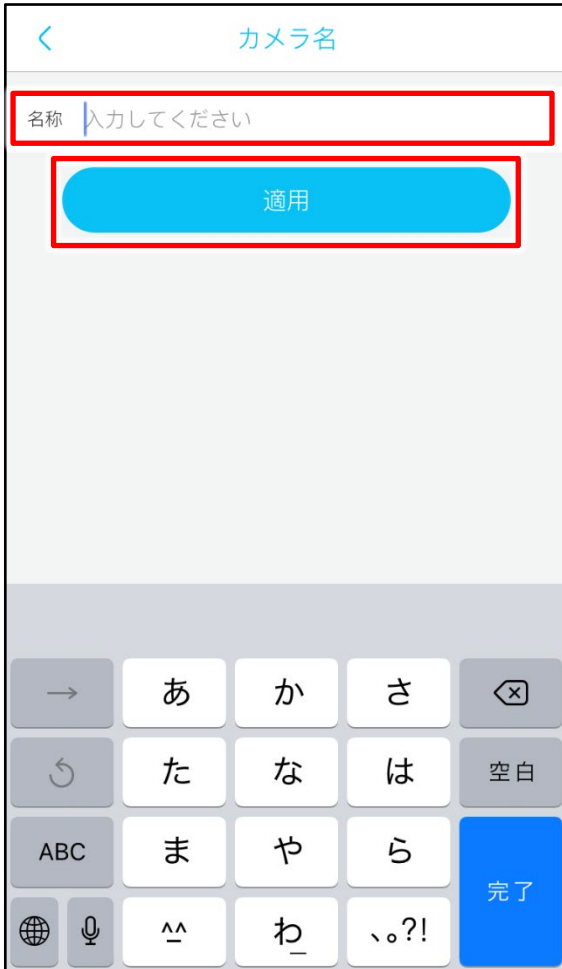 カメラ名
名称 入力してください
適用
→ あ か さ
た な は 空白
ABC ま や ら
完了
^^ わ_ 、。?!